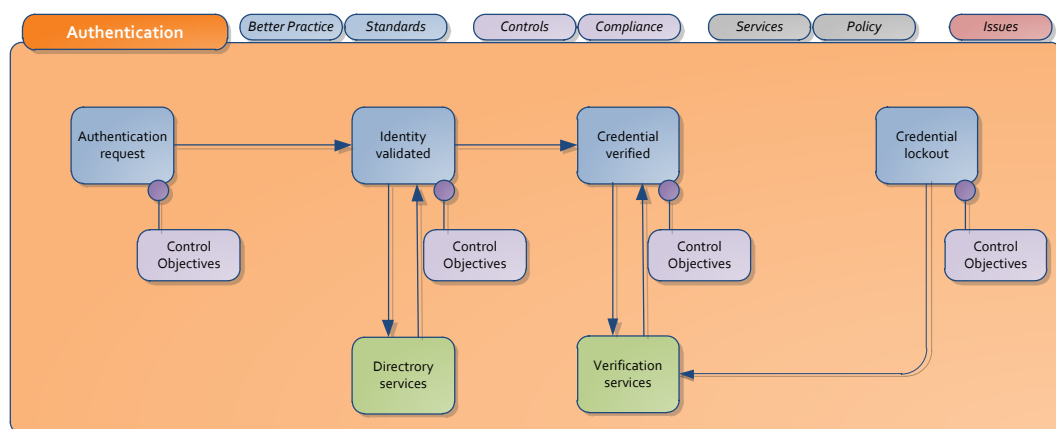 Authentication
Better Practice
Standards
Controls
Compliance
Services
Policy
Issues
Authentication
request
Identity
validated
Credential
verified
Credential
lockout
Control
Objectives
Control
Objectives
Control
Objectives
Control
Objectives
Directrory
services
Verification
services